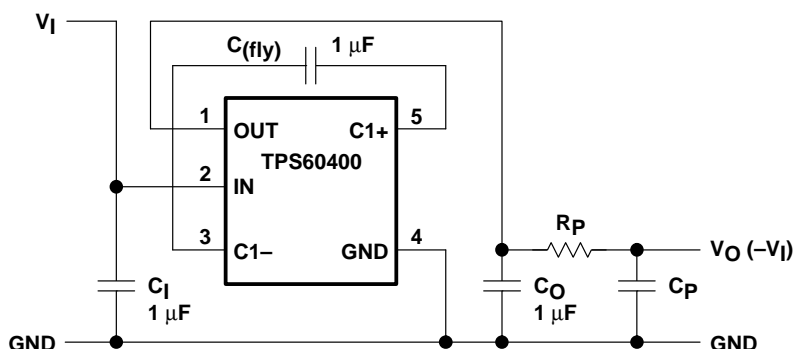 VI
C(fly)
1 μF
1
OUT
C1+
5
TPS60400
2
IN
3
C1–
GND
4
RP
VO (–VI)
CI
1 μF
CO
1 μF
CP
GND
GND